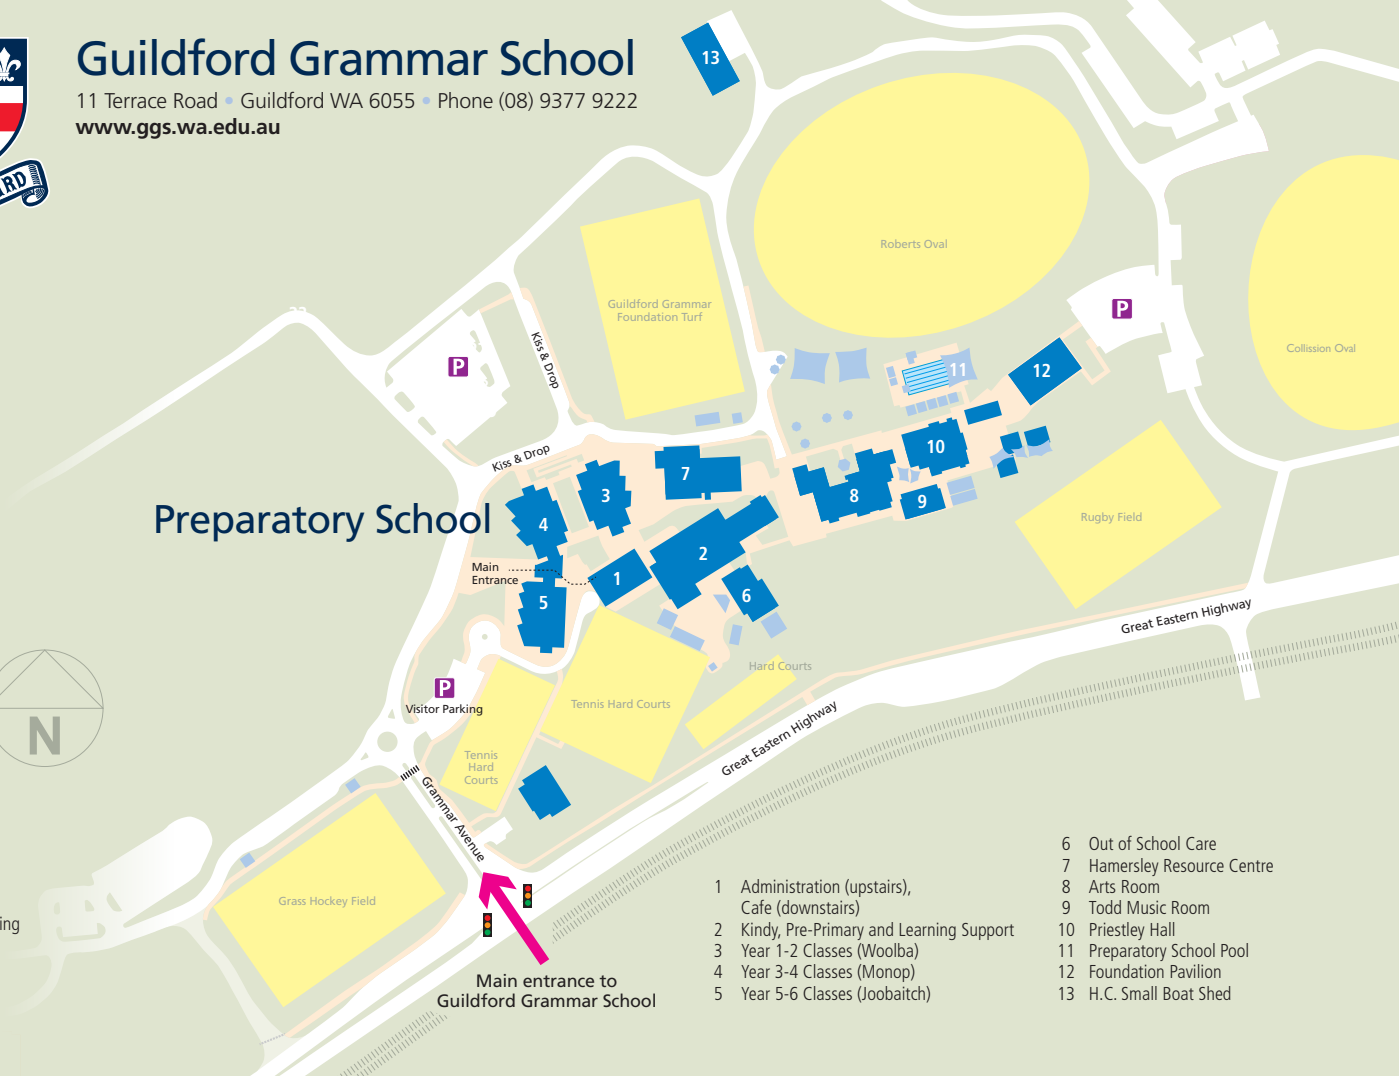 Guildford Grammar School
11 Terrace Road • Guildford WA 6055 • Phone (08) 9377 9222
www.ggs.wa.edu.au
RD
13
Roberts Oval
Guildford Grammar
Foundation Turf
P
Collission Oval
Kiss & Drop
P
11
12
Kiss & Drop
10
7
3
8
9
Preparatory School
4
Rugby Field
2
Main
Entrance
1
5
6
Great Eastern Highway
Hard Courts
P
Visitor Parking
Tennis Hard Courts
N
Great Eastern Highway
Tennis
Hard
Courts
Grammar Avenue
Grass Hockey Field
ing
Main entrance to
Guildford Grammar School
1 Administration (upstairs),
Cafe (downstairs)
2 Kindy, Pre-Primary and Learning Support
3 Year 1-2 Classes (Woolba)
4 Year 3-4 Classes (Monop)
5 Year 5-6 Classes (Joobaitch)
6 Out of School Care
7 Hamersley Resource Centre
8 Arts Room
9 Todd Music Room
10 Priestley Hall
11 Preparatory School Pool
12 Foundation Pavilion
13 H.C. Small Boat Shed